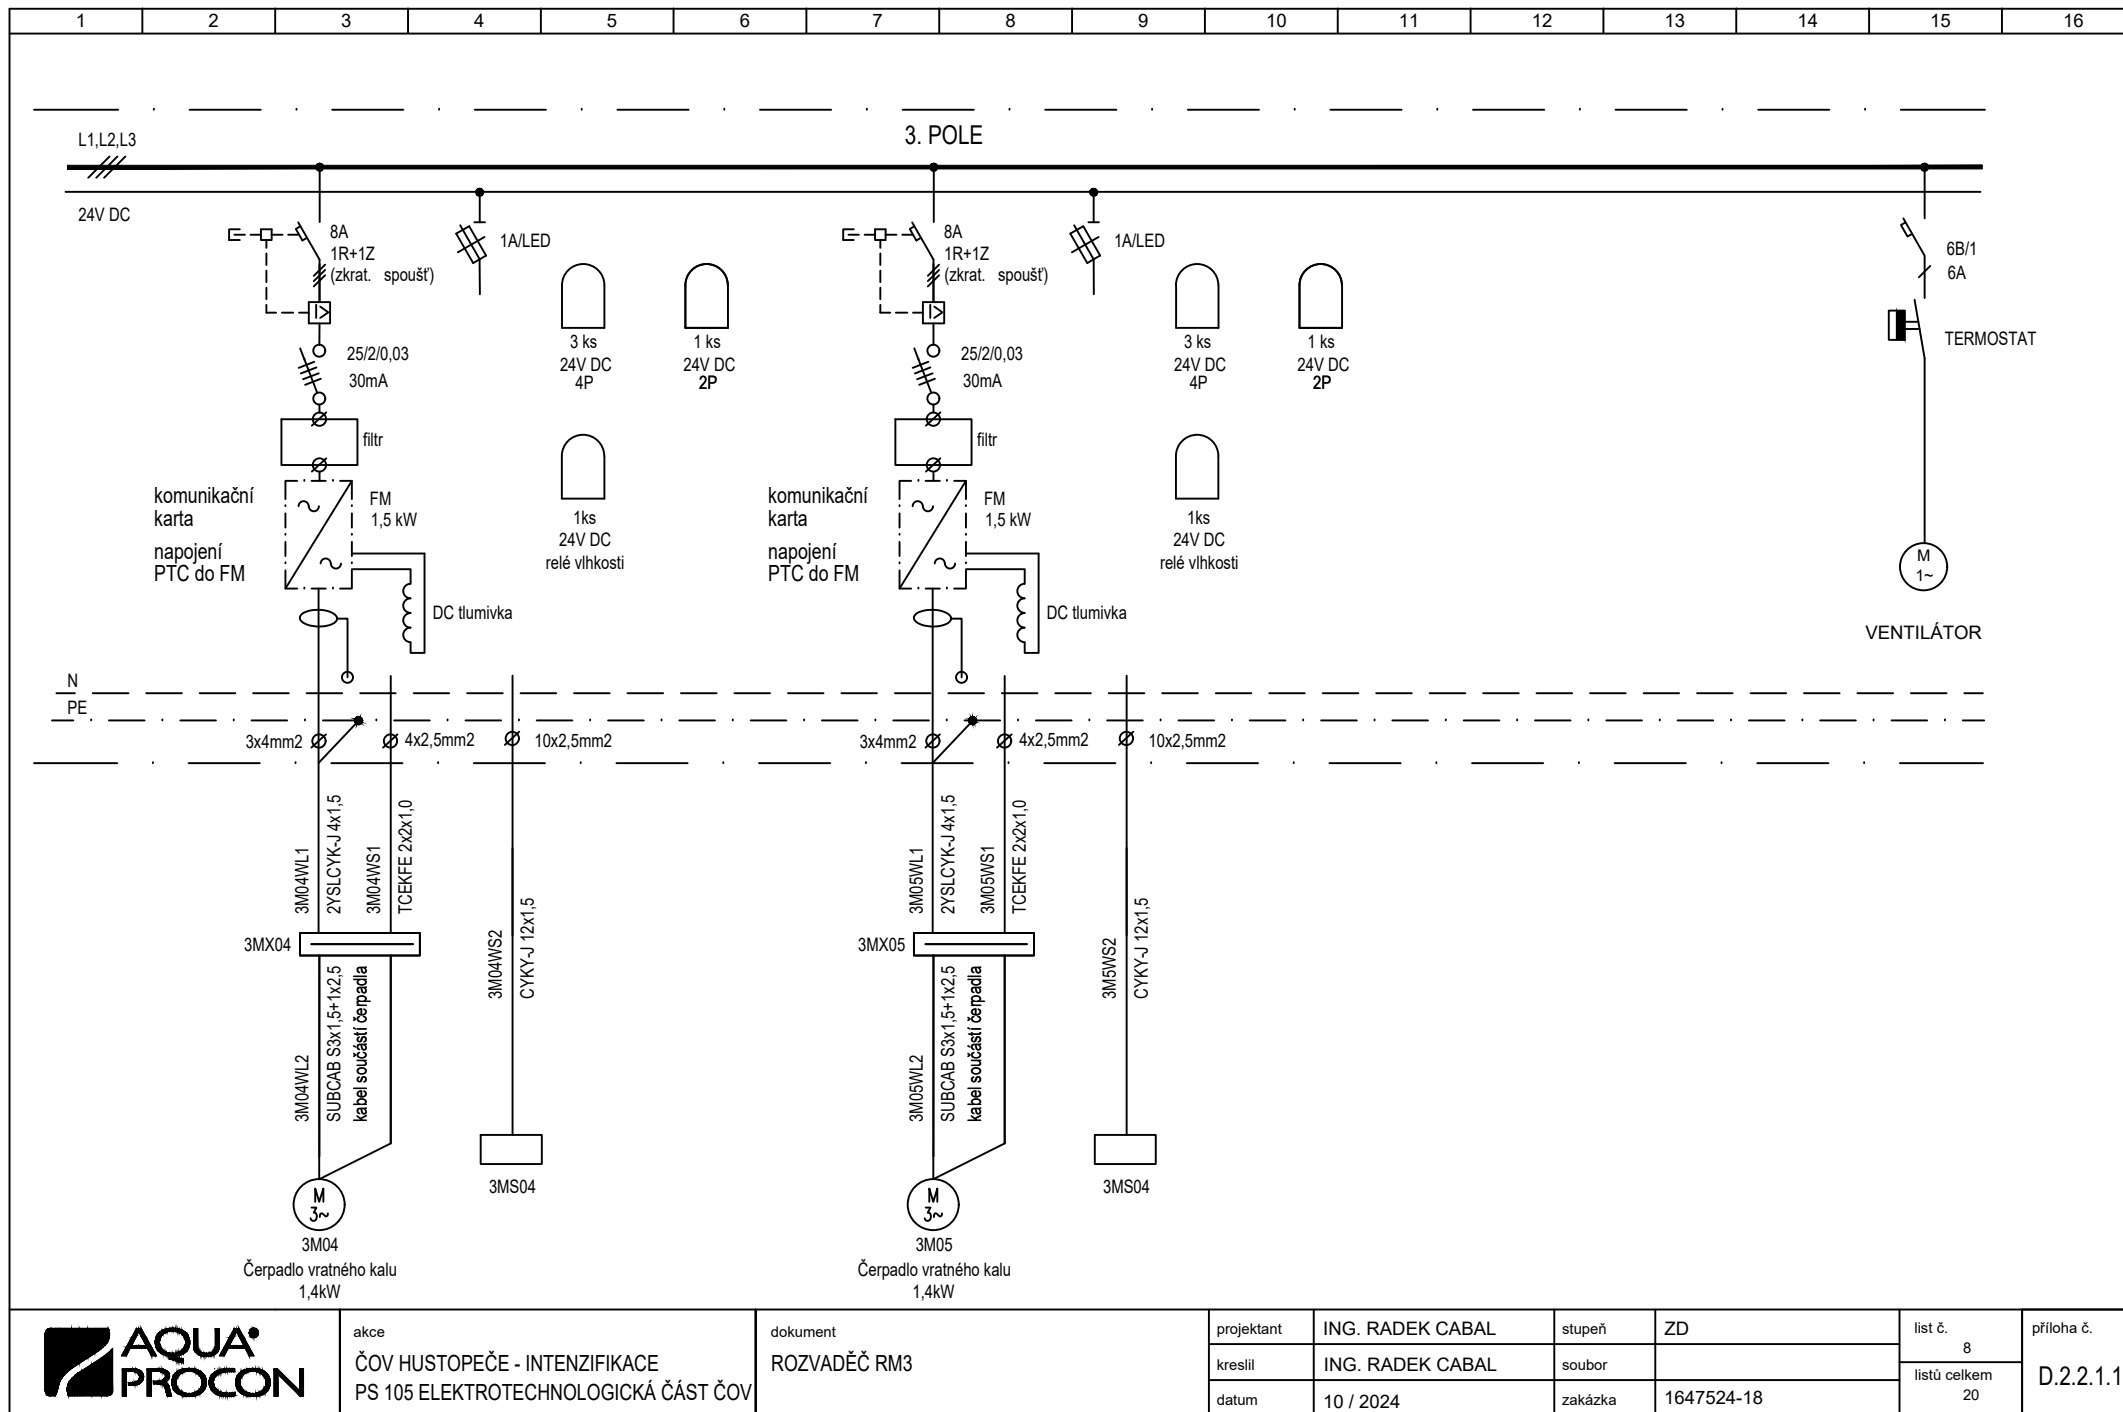 1 2 3 4 5 6 7 8 9 10 11 12 13 14 15 16
3. POLE
L1,L2,L3
24V DC
8A
1R+1Z
(zkrat. spoušť)
1A/LED
25/2/0,03
30mA
filtr
3 ks
24V DC
4P
1 ks
24V DC
2P
komunikační
karta
napojení
PTC do FM
FM
1,5 kW
1ks
24V DC
relé vlhkosti
DC tlumivka
8A
1R+1Z
(zkrat. spoušť)
1A/LED
25/2/0,03
30mA
filtr
3 ks
24V DC
4P
1 ks
24V DC
2P
komunikační
karta
napojení
PTC do FM
FM
1,5 kW
1ks
24V DC
relé vlhkosti
DC tlumivka
6B/1
6A
TERMOSTAT
M
1~
VENTILÁTOR
N
PE
3x4mm2
4x2,5mm2
10x2,5mm2
3x4mm2
4x2,5mm2
10x2,5mm2
3M04WL1
2YSLCYK-J 4x1,5
3M04WS1
TCEKFE 2x2x1,0
3MX04
3M04WS2
CYKY-J 12x1,5
3M04WL2
SUBCAB S3x1,5+1x2,5
kabel součástí čerpadla
3MS04
M
3~
3M04
Čerpadlo vratného kalu
1,4kW
3M05WL1
2YSLCYK-J 4x1,5
3M05WS1
TCEKFE 2x2x1,0
3MX05
3M5WS2
CYKY-J 12x1,5
3M05WL2
SUBCAB S3x1,5+1x2,5
kabel součástí čerpadla
3MS04
M
3~
3M05
Čerpadlo vratného kalu
1,4kW
AQUA
PROCON
akce
ČOV HUSTOPEČE - INTENZIFIKACE
PS 105 ELEKTROTECHNOLOGICKÁ ČÁST ČOV
dokument
ROZVADĚČ RM3
projektant ING. RADEK CABAL
kreslil ING. RADEK CABAL
datum 10 / 2024
stupeň ZD
soubor
zakázka 1647524-18
list č.
8
listů celkem
20
příloha č.
D.2.2.1.1